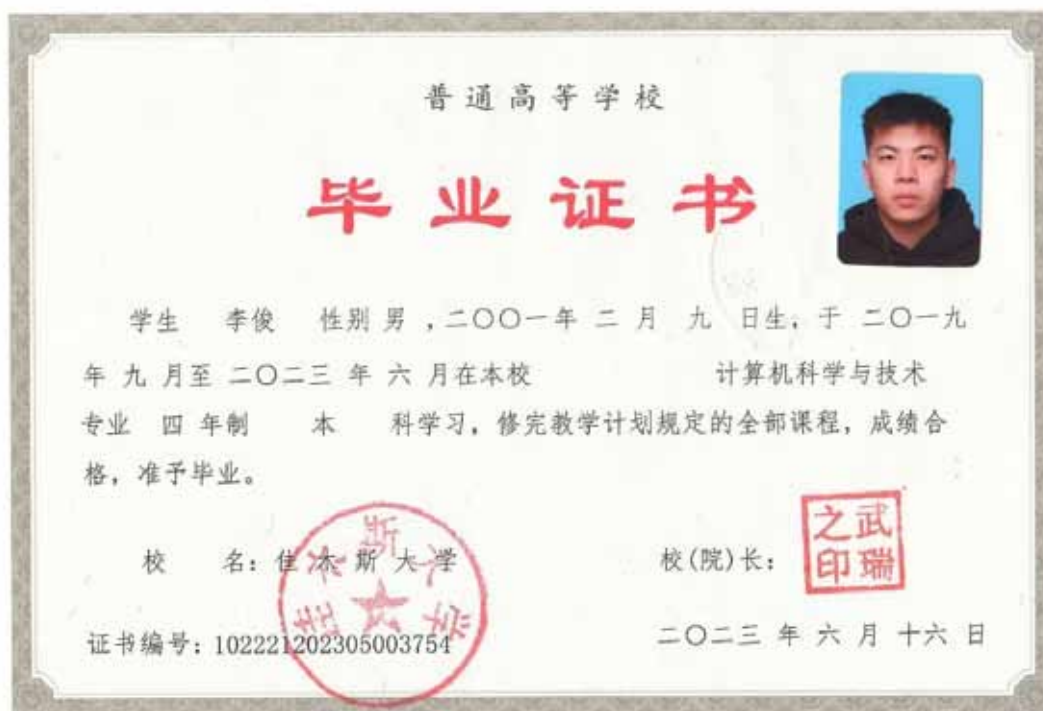 普通高等学校
毕业证书
学生 李俊 性别 男 ,二〇〇一年 二 月 九 日生, 于 二〇一九
年 九 月至 二〇二三 年 六 月在本校 计算机科学与技术
专业 四 年制 本 科学习, 修完教学计划规定的全部课程, 成绩合
格, 准予毕业。
校 名: 佳木斯大学
佳木斯大学
校(院)长:
武瑞之印
证书编号: 102221202305003754
二〇二三 年 六 月 十六 日